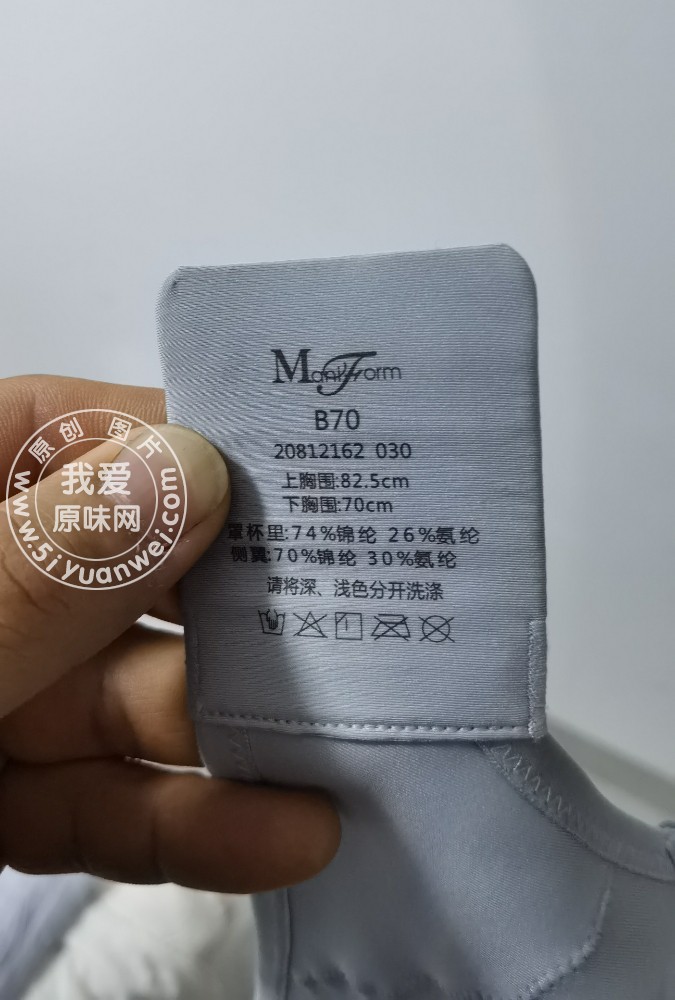 ManiForm
B70
20812162 030
上胸围:82.5cm
下胸围:70cm
罩杯里:74%锦纶 26%氨纶
侧翼:70%锦纶 30%氨纶
请将深、浅色分开洗涤
原创图片
我爱
原味网
www.5iyuanwei.com